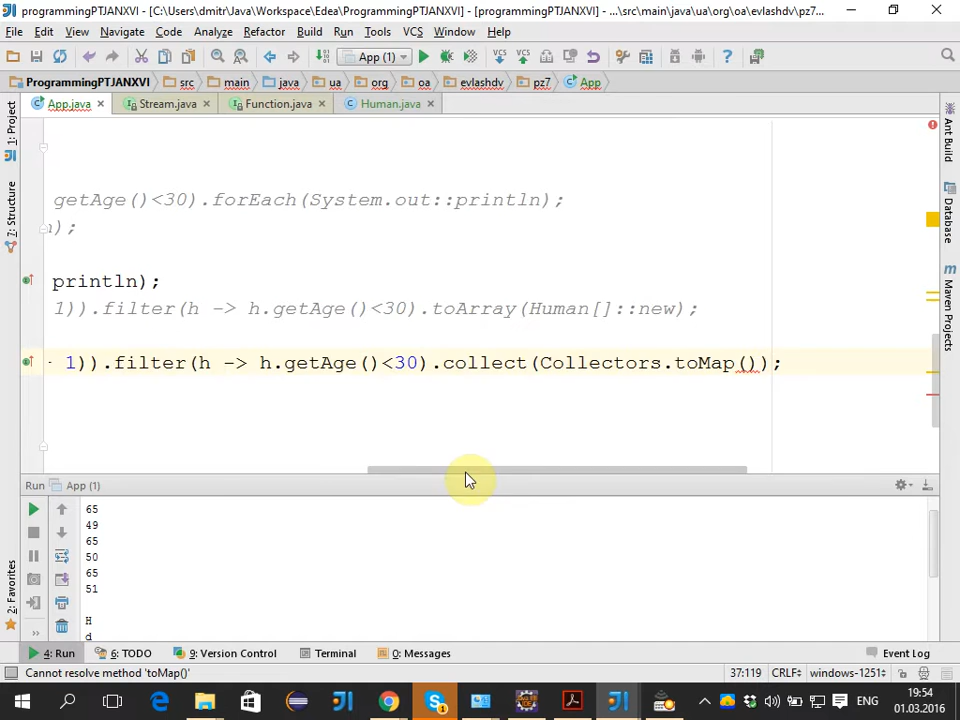 programmingPTJANXVI - [C:\Users\dmitr\Java\Workspace\Edea\ProgrammingPTJANXVI] - [programmingPTJANXVI] - ...\src\main\java\ua\org\oa\evlashdv\pz7...
File Edit View Navigate Code Analyze Refactor Build Run Tools VCS Window Help
App (1) VCS VCS
ProgrammingPTJANXVI src main java ua org oa evlashdv pz7 App
App.java Stream.java Function.java Human.java
1: Project
7: Structure
2: Favorites
Ant Build
Database
Maven Projects
getAge()<30).forEach(System.out::println);
);
println);
1)).filter(h -> h.getAge()<30).toArray(Human[]::new);
- 1)).filter(h -> h.getAge()<30).collect(Collectors.toMap());
Run App (1)
65
49
65
50
65
51
H
d
4: Run 6: TODO 9: Version Control Terminal 0: Messages Event Log
Cannot resolve method 'toMap()' 37:119 CRLF windows-1251
ENG 19:54
01.03.2016